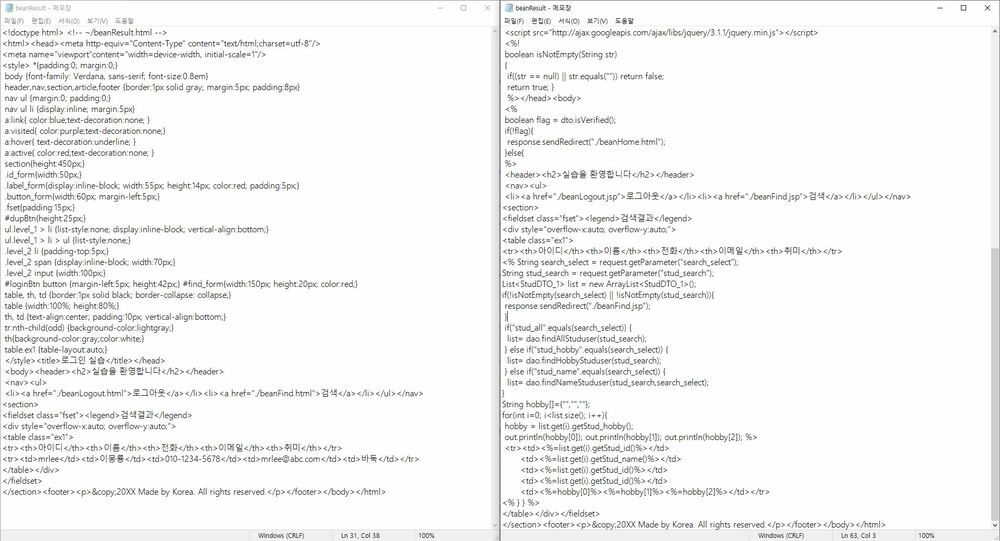 beanResult - 메모장
파일(F) 편집(E) 서식(O) 보기(V) 도움말
<!doctype html> <!-- ~/beanResult.html -->
<html><head><meta http-equiv="Content-Type" content="text/html;charset=utf-8"/>
<meta name="viewport"content="width=device-width, initial-scale=1"/>
<style> *{padding:0; margin:0;}
body {font-family: Verdana, sans-serif; font-size:0.8em}
header,nav,section,article,footer {border:1px solid gray; margin:5px; padding:8px}
nav ul {margin:0; padding:0;}
nav ul li {display:inline; margin:5px}
a:link{ color:blue;text-decoration:none; }
a:visited{ color:purple;text-decoration:none;}
a:hover{ text-decoration:underline; }
a:active{ color:red;text-decoration:none; }
section{height:450px;}
.id_form{width:50px;}
.label_form{display:inline-block; width:55px; height:14px; color:red; padding:5px;}
.button_form{width:60px; margin-left:5px;}
.fset{padding:15px;}
#dupBtn{height:25px;}
ul.level_1 > li {list-style:none; display:inline-block; vertical-align:bottom;}
ul.level_1 > li > ul {list-style:none;}
.level_2 li {padding-top:5px;}
.level_2 span {display:inline-block; width:70px;}
.level_2 input {width:100px;}
#loginBtn button {margin-left:5px; height:42px;} #find_form{width:150px; height:20px; color:red;}
table, th, td {border:1px solid black; border-collapse: collapse;}
table {width:100%; height:80%;}
th, td {text-align:center; padding:10px; vertical-align:bottom;}
tr:nth-child(odd) {background-color:lightgray;}
th{background-color:gray;color:white;}
table.ex1 {table-layout:auto;}
</style><title>로그인 실습</title></head>
<body><header><h2>실습을 환영합니다</h2></header>
<nav><ul>
<li><a href="./beanLogout.html">로그아웃</a></li><li><a href="./beanFind.html">검색</a></li></ul></nav>
<section>
<fieldset class="fset"><legend>검색결과</legend>
<div style="overflow-x:auto; overflow-y:auto;">
<table class="ex1">
<tr><th>아이디</th><th>이름</th><th>전화</th><th>이메일</th><th>취미</th></tr>
<tr><td>mrlee</td><td>이몽룡</td><td>010-1234-5678</td><td>mrlee@abc.com</td><td>바둑</td></tr>
</table></div>
</fieldset>
</section><footer><p>&copy;20XX Made by Korea. All rights reserved.</p></footer></body></html>
Windows (CRLF) Ln 31, Col 38 100%
beanResult - 메모장
파일(F) 편집(E) 서식(O) 보기(V) 도움말
<script src="http://ajax.googleapis.com/ajax/libs/jquery/3.1.1/jquery.min.js"></script>
<%!
boolean isNotEmpty(String str)
{
if((str == null) || str.equals("")) return false;
return true; }
%></head><body>
<%
boolean flag = dto.isVerified();
if(!flag){
response.sendRedirect("./beanHome.html");
}else{
%>
<header><h2>실습을 환영합니다</h2></header>
<nav><ul>
<li><a href="./beanLogout.jsp">로그아웃</a></li><li><a href="./beanFind.jsp">검색</a></li></ul></nav>
<section>
<fieldset class="fset"><legend>검색결과</legend>
<div style="overflow-x:auto; overflow-y:auto;">
<table class="ex1">
<tr><th>아이디</th><th>이름</th><th>전화</th><th>이메일</th><th>취미</th></tr>
<% String search_select = request.getParameter("search_select");
String stud_search = request.getParameter("stud_search");
List<StudDTO_1> list = new ArrayList<StudDTO_1>();
if(!isNotEmpty(search_select) || !isNotEmpty(stud_search)){
response.sendRedirect("./beanFind.jsp");
}
if("stud_all".equals(search_select)) {
list= dao.findAllStuduser(stud_search);
} else if("stud_hobby".equals(search_select)) {
list= dao.findHobbyStuduser(stud_search);
} else if("stud_name".equals(search_select)) {
list= dao.findNameStuduser(stud_search,search_select);
}
String hobby[]={"","",""};
for(int i=0; i<list.size(); i++){
hobby = list.get(i).getStud_hobby();
out.println(hobby[0]); out.println(hobby[1]); out.println(hobby[2]); %>
<tr><td><%=list.get(i).getStud_id()%></td>
<td><%=list.get(i).getStud_name()%></td>
<td><%=list.get(i).getStud_id()%></td>
<td><%=list.get(i).getStud_id()%></td>
<td><%=hobby[0]%><%=hobby[1]%><%=hobby[2]%></td></tr>
<% } } %>
</table></div></fieldset>
</section><footer><p>&copy;20XX Made by Korea. All rights reserved.</p></footer></body></html>
Windows (CRLF) Ln 63, Col 3 100%